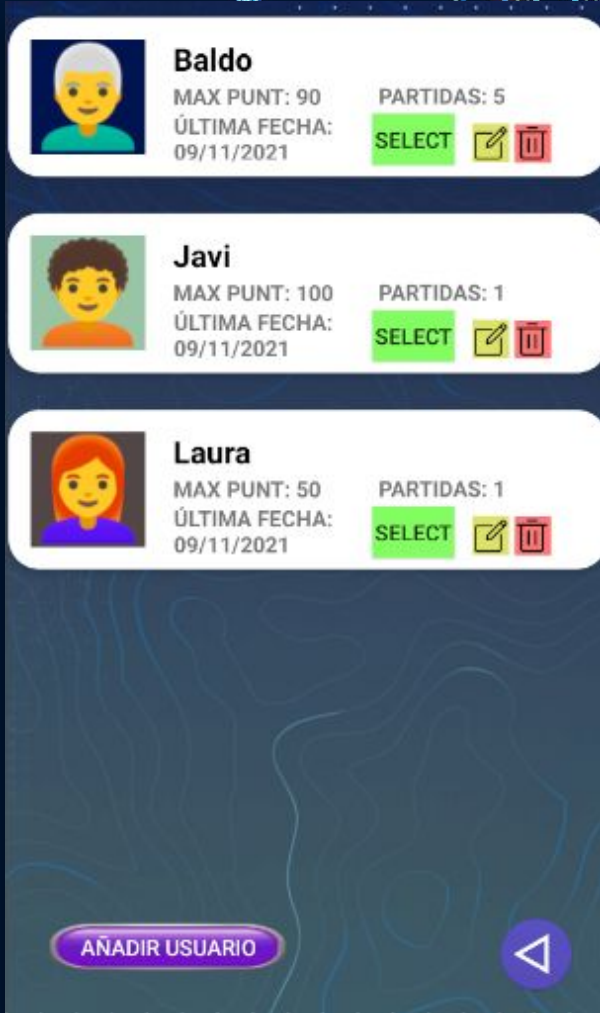 Baldo
MAX PUNT: 90 PARTIDAS: 5
ÚLTIMA FECHA:
09/11/2021 SELECT
Javi
MAX PUNT: 100 PARTIDAS: 1
ÚLTIMA FECHA:
09/11/2021 SELECT
Laura
MAX PUNT: 50 PARTIDAS: 1
ÚLTIMA FECHA:
09/11/2021 SELECT
AÑADIR USUARIO